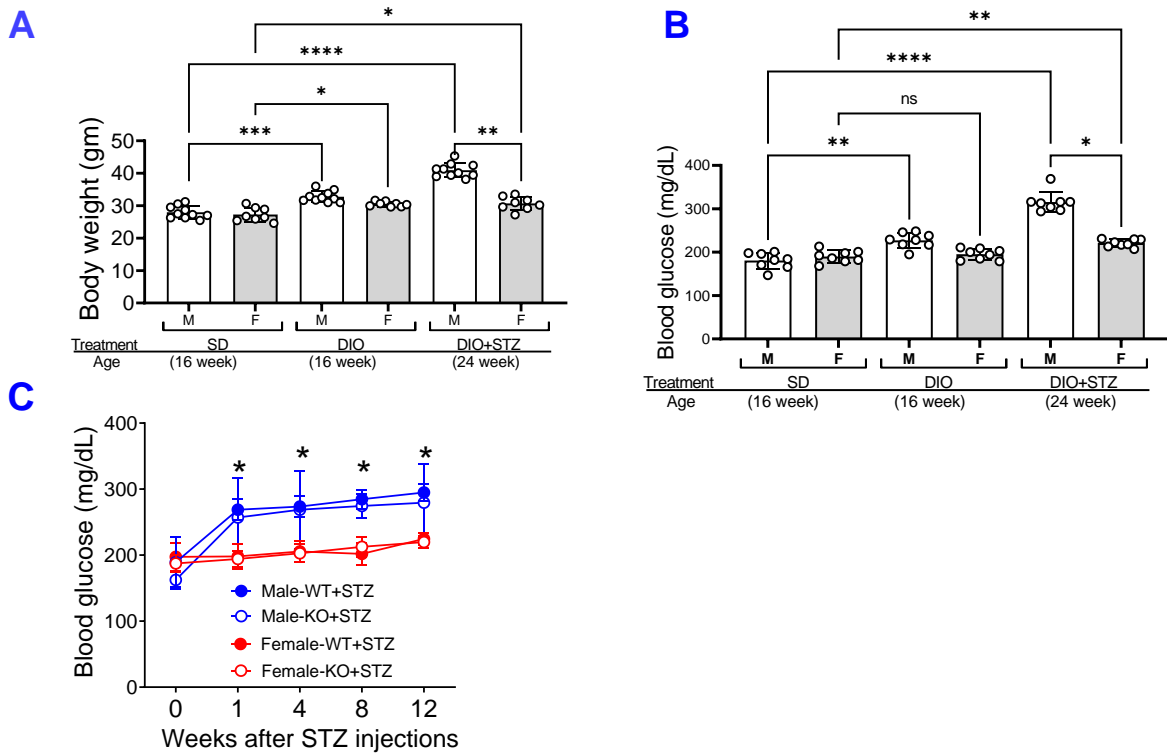 A
*
****
*
***
**
Body weight (gm)
50
40
30
20
10
0
M F M F M F
Treatment SD DIO DIO+STZ
Age (16 week) (16 week) (24 week)
B
**
****
ns
**
*
Blood glucose (mg/dL)
400
300
200
100
0
M F M F M F
Treatment SD DIO DIO+STZ
Age (16 week) (16 week) (24 week)
C
Blood glucose (mg/dL)
400
300
200
100
0
* * * *
Male-WT+STZ
Male-KO+STZ
Female-WT+STZ
Female-KO+STZ
0 1 4 8 12
Weeks after STZ injections